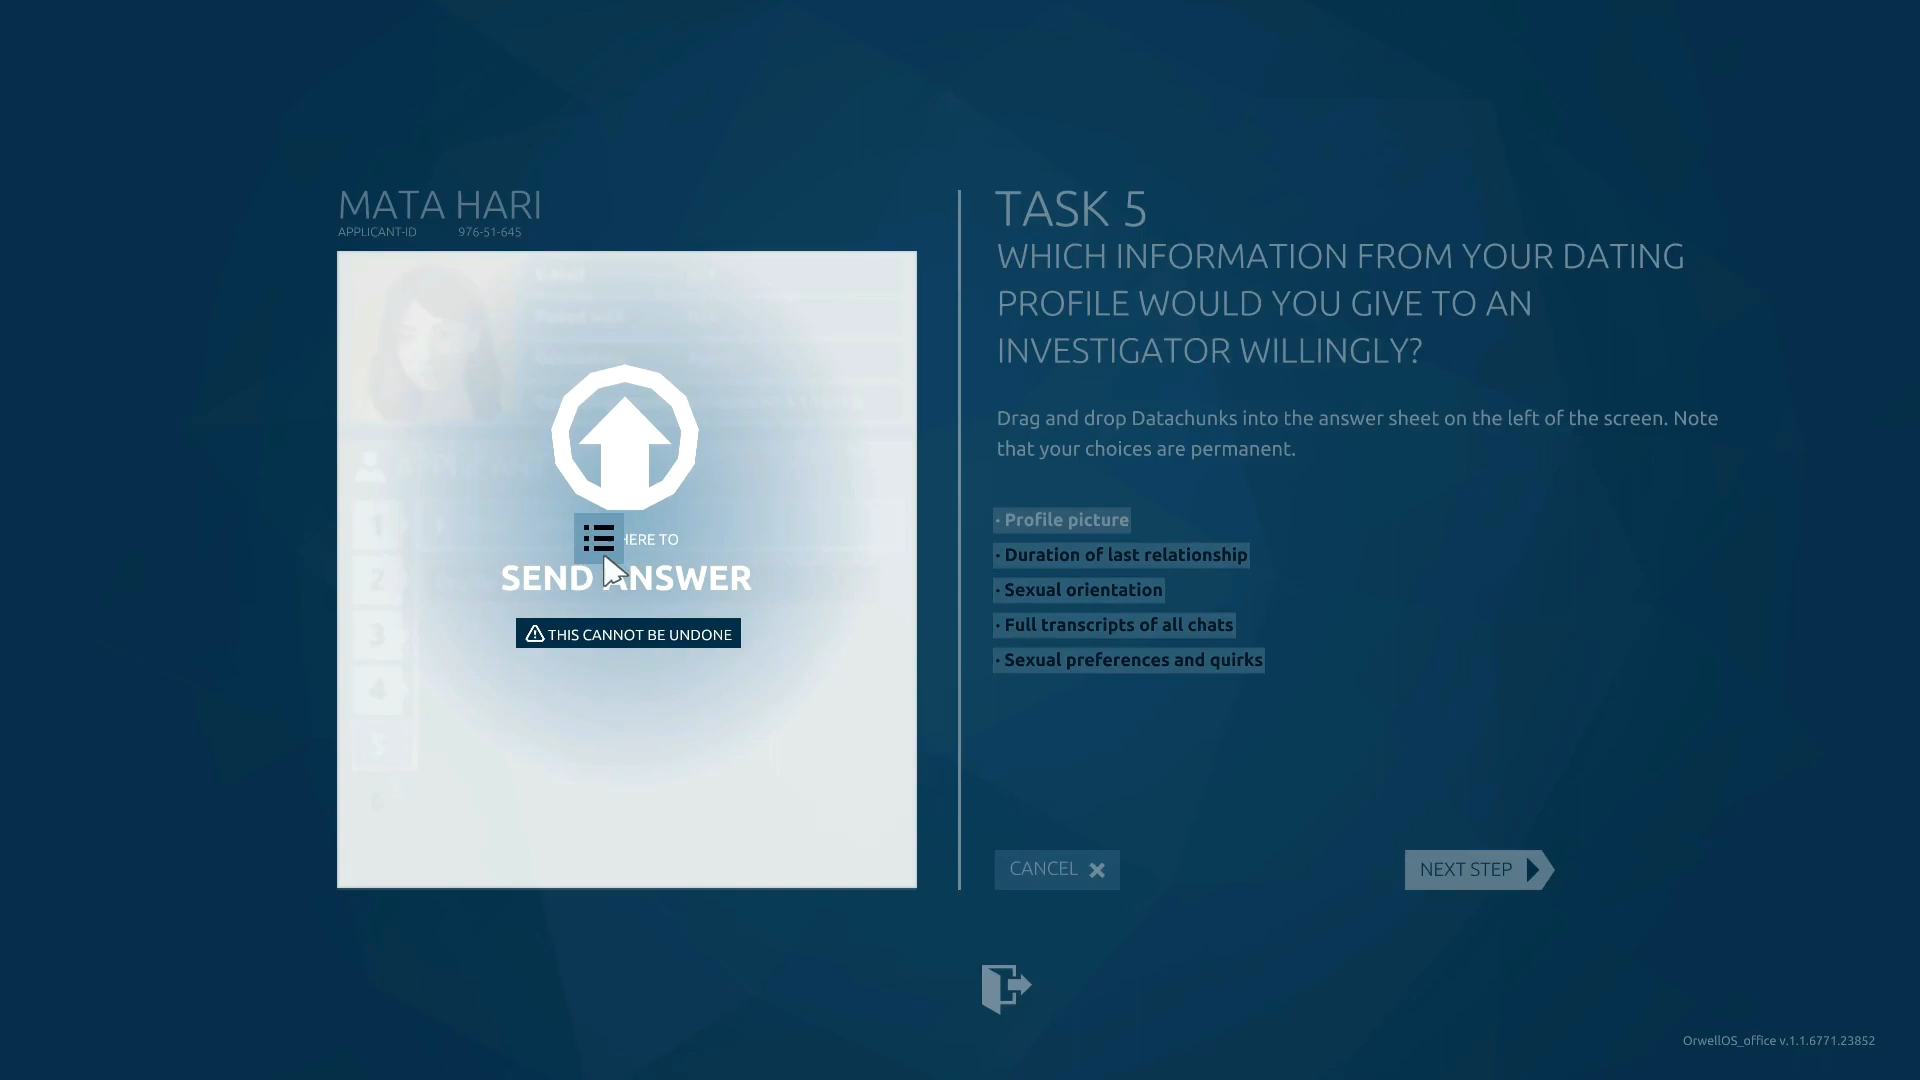 MATA HARI
APPLICANT-ID 976-51-645
1
2
3
4
5
6
HERE TO
SEND ANSWER
THIS CANNOT BE UNDONE
TASK 5
WHICH INFORMATION FROM YOUR DATING
PROFILE WOULD YOU GIVE TO AN
INVESTIGATOR WILLINGLY?
Drag and drop Datachunks into the answer sheet on the left of the screen. Note
that your choices are permanent.
· Profile picture
· Duration of last relationship
· Sexual orientation
· Full transcripts of all chats
· Sexual preferences and quirks
CANCEL
NEXT STEP
OrwellOS_office v.1.1.6771.23852